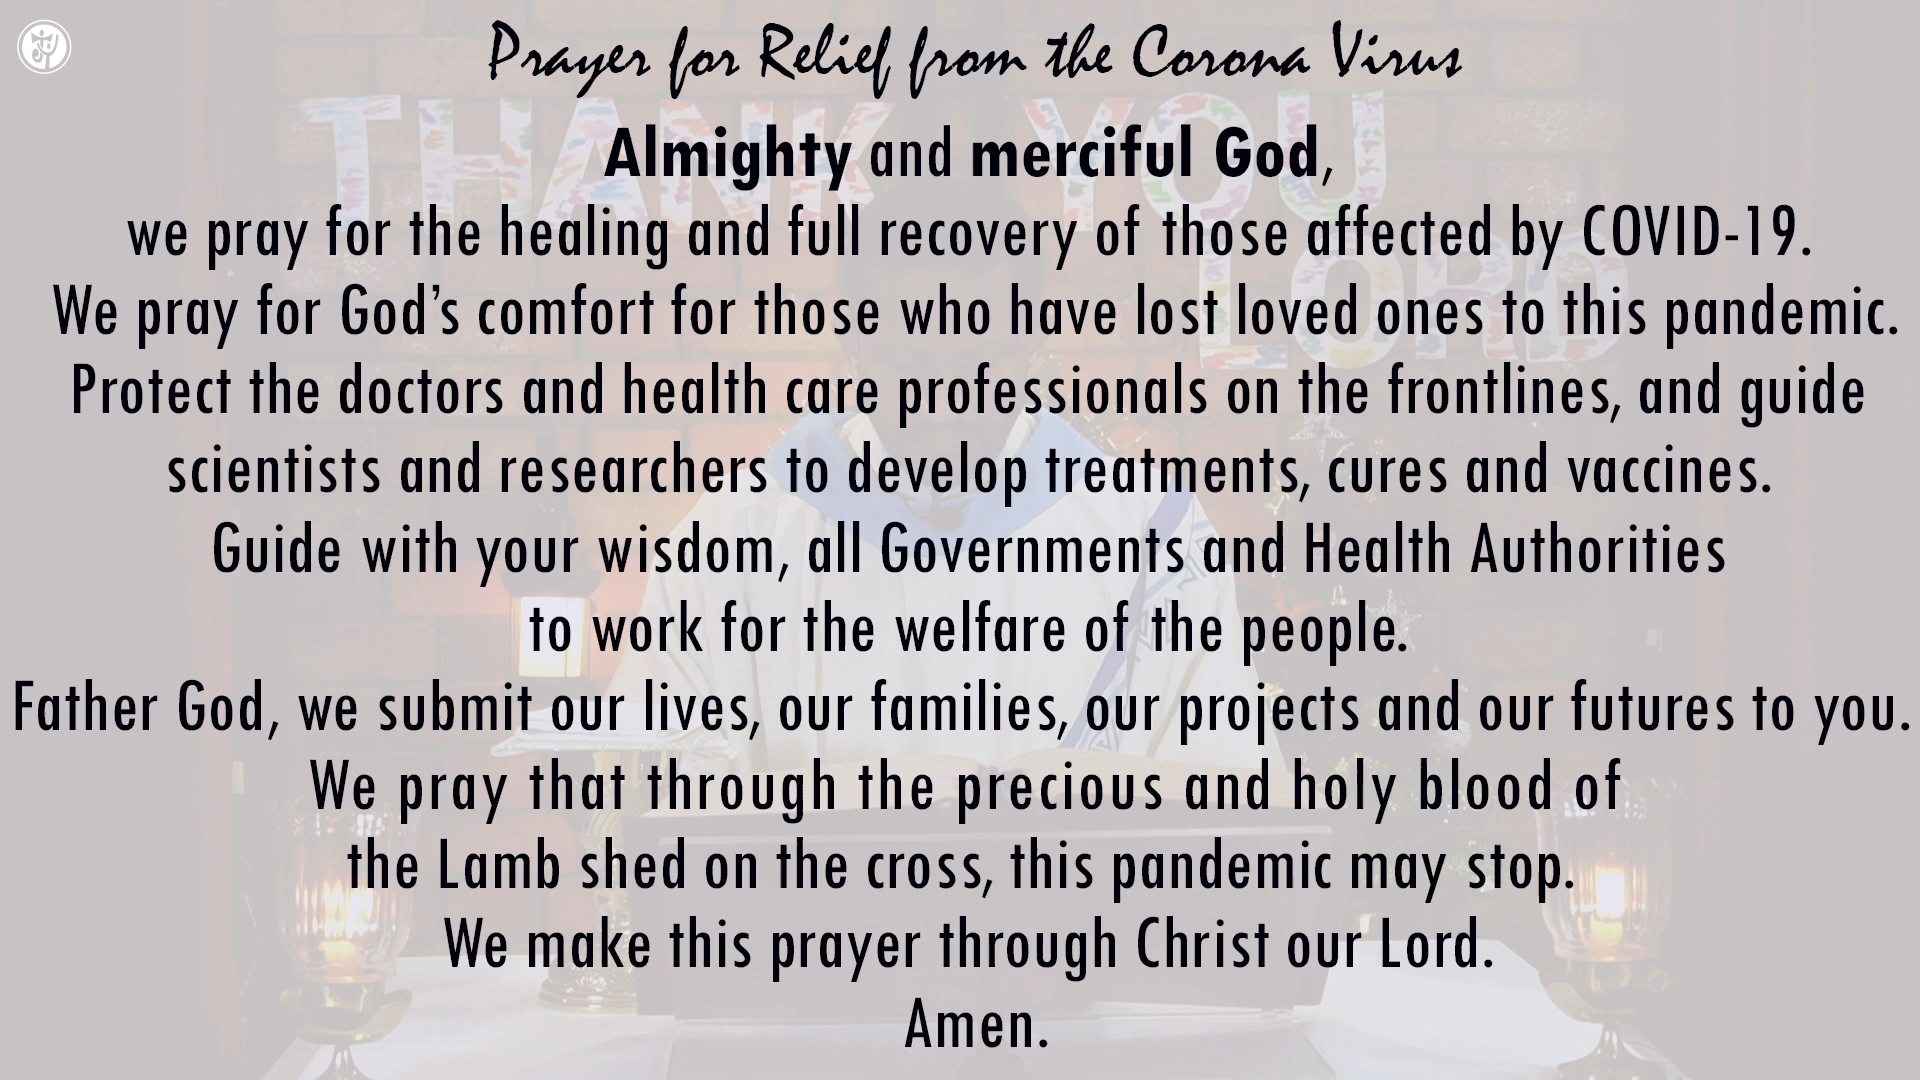 Prayer for Relief from the Corona Virus
THANK YOU
LORD
Almighty and merciful God,
we pray for the healing and full recovery of those affected by COVID-19.
We pray for God’s comfort for those who have lost loved ones to this pandemic.
Protect the doctors and health care professionals on the frontlines, and guide
scientists and researchers to develop treatments, cures and vaccines.
Guide with your wisdom, all Governments and Health Authorities
to work for the welfare of the people.
Father God, we submit our lives, our families, our projects and our futures to you.
We pray that through the precious and holy blood of
the Lamb shed on the cross, this pandemic may stop.
We make this prayer through Christ our Lord.
Amen.